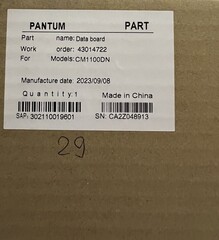 PANTUM PART
Part name: Data board
Work order: 43014722
For Models: CM1100DN
Manufacture date: 2023/09/08
Quantity:1 Made in China
SAP: 302110019601 SN: CA2Z048913
29